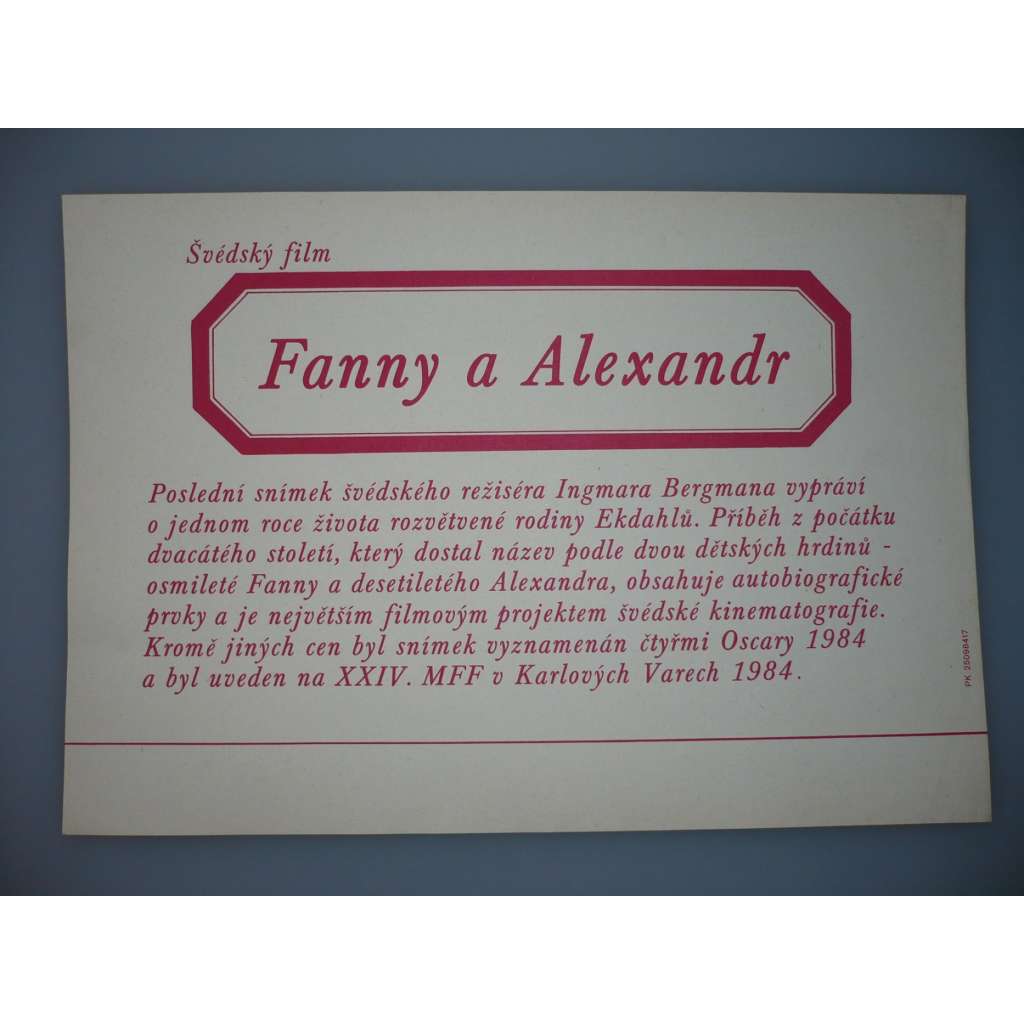 Švédský film
Fanny a Alexandr
Poslední snímek švédského režiséra Ingmara Bergmana vypráví
o jednom roce života rozvětvené rodiny Ekdahlů. Příběh z počátku
dvacátého století, který dostal název podle dvou dětských hrdinů -
osmileté Fanny a desetiletého Alexandra, obsahuje autobiografické
prvky a je největším filmovým projektem švédské kinematografie.
Kromě jiných cen byl snímek vyznamenán čtyřmi Oscary 1984
a byl uveden na XXIV. MFF v Karlových Varech 1984.
PK 25098417